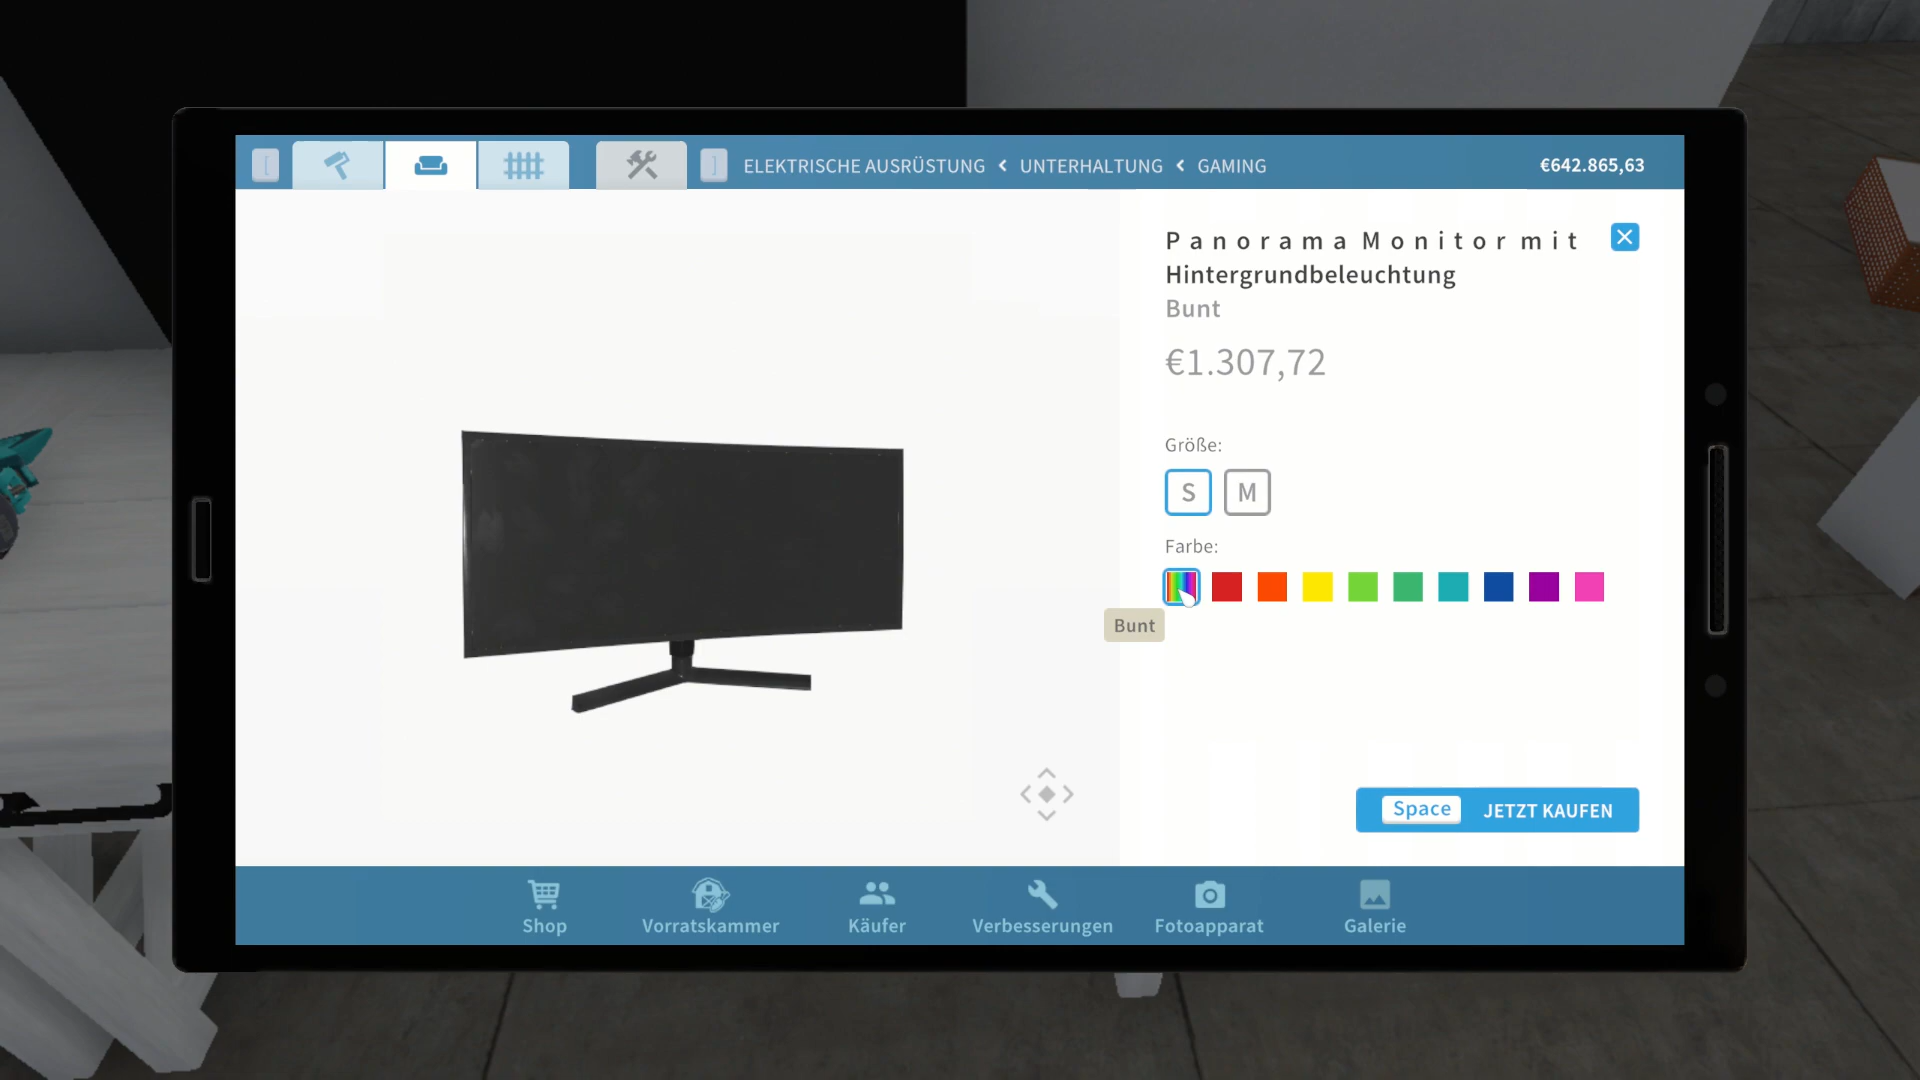 [ ] ELEKTRISCHE AUSRÜSTUNG < UNTERHALTUNG < GAMING €642.865,63
Panorama Monitor mit
Hintergrundbeleuchtung
Bunt
€1.307,72
Größe:
S M
Farbe:
Bunt
Space JETZT KAUFEN
Shop Vorratskammer Käufer Verbesserungen Fotoapparat Galerie